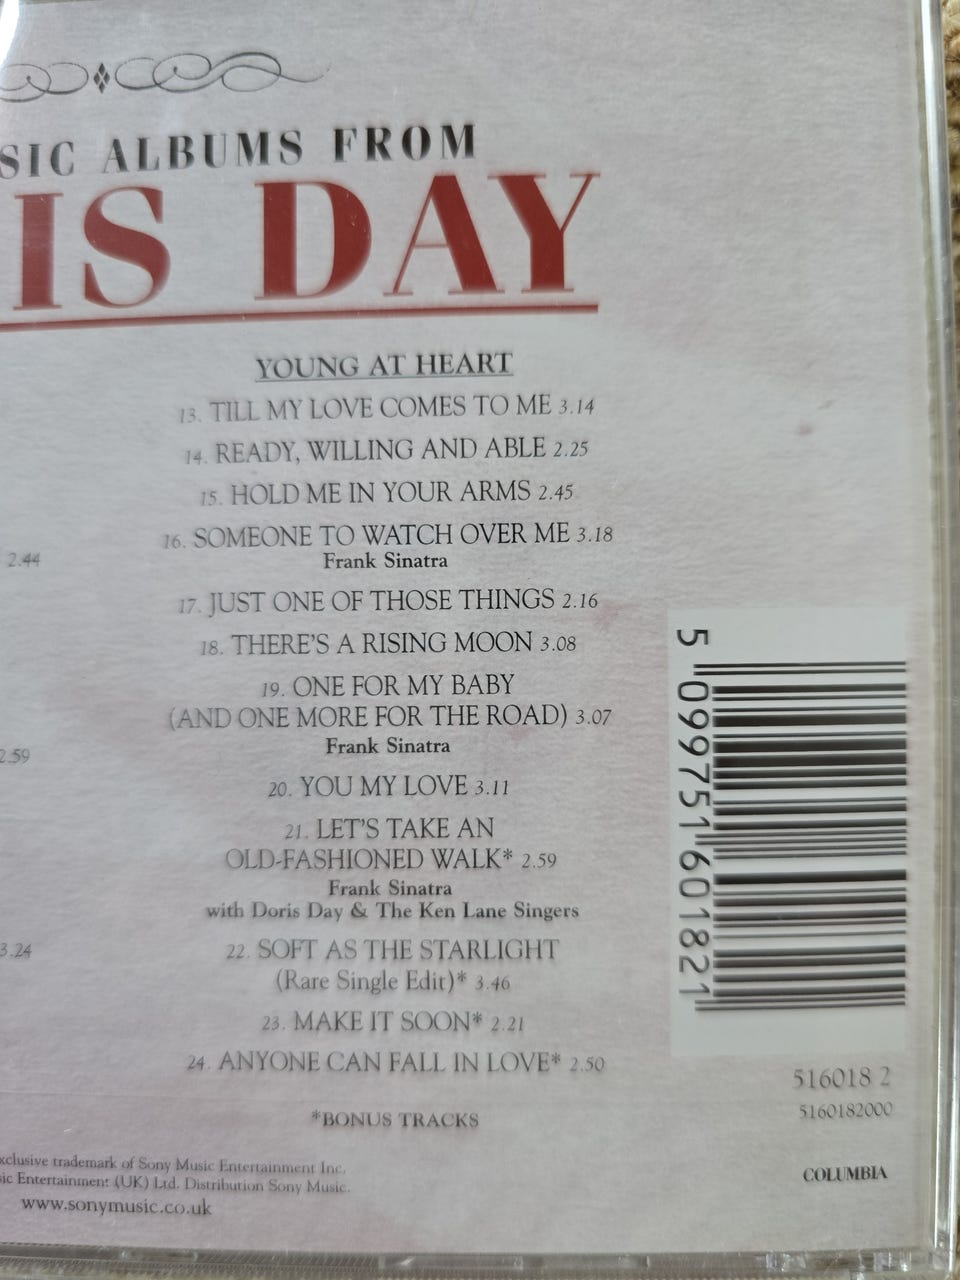 SIC ALBUMS FROM
IS DAY
YOUNG AT HEART
13. TILL MY LOVE COMES TO ME 3.14
14. READY, WILLING AND ABLE 2.25
15. HOLD ME IN YOUR ARMS 2.45
16. SOMEONE TO WATCH OVER ME 3.18
2.44
Frank Sinatra
17. JUST ONE OF THOSE THINGS 2.16
18. THERE'S A RISING MOON 3.08
19. ONE FOR MY BABY
(AND ONE MORE FOR THE ROAD) 3.07
Frank Sinatra
2.59
20. YOU MY LOVE 3.11
21. LET'S TAKE AN
OLD-FASHIONED WALK* 2.59
Frank Sinatra
with Doris Day & The Ken Lane Singers
3.24
22. SOFT AS THE STARLIGHT
(Rare Single Edit)* 3.46
23. MAKE IT SOON* 2.21
24. ANYONE CAN FALL IN LOVE* 2.50
*BONUS TRACKS
5 099751 601821
516018 2
5160182000
COLUMBIA
xclusive trademark of Sony Music Entertainment Inc.
sic Entertainment (UK) Ltd. Distribution Sony Music.
www.sonymusic.co.uk